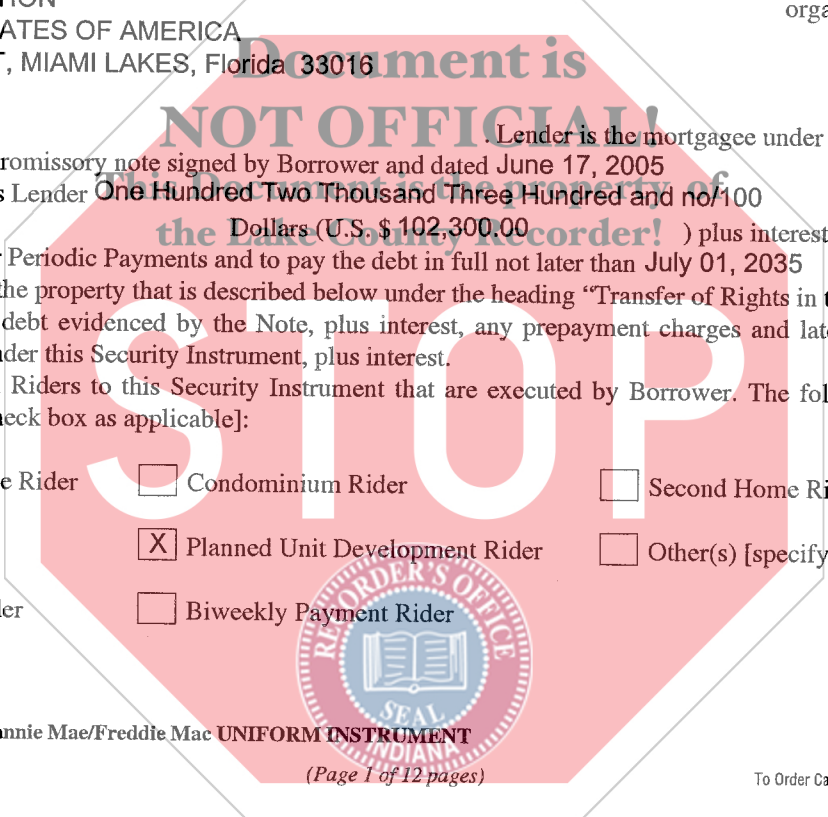 TION
orga
ATES OF AMERICA
T, MIAMI LAKES, Florida 33016
Document is
NOT OFFICIAL!
. Lender is the mortgagee under
romissory note signed by Borrower and dated June 17, 2005
This Document is the property of
s Lender One Hundred Two Thousand Three Hundred and no/100
the Lake County Recorder!
Dollars (U.S. $ 102,300.00 ) plus interest
r Periodic Payments and to pay the debt in full not later than July 01, 2035
the property that is described below under the heading “Transfer of Rights in t
debt evidenced by the Note, plus interest, any prepayment charges and late
nder this Security Instrument, plus interest.
Riders to this Security Instrument that are executed by Borrower. The fol
heck box as applicable]:
STOP
e Rider Condominium Rider Second Home Ri
X Planned Unit Development Rider Other(s) [specify
der Biweekly Payment Rider
RECORDER'S OFFICE
SEAL
INDIANA
annie Mae/Freddie Mac UNIFORM INSTRUMENT
(Page 1 of 12 pages)
To Order Ca